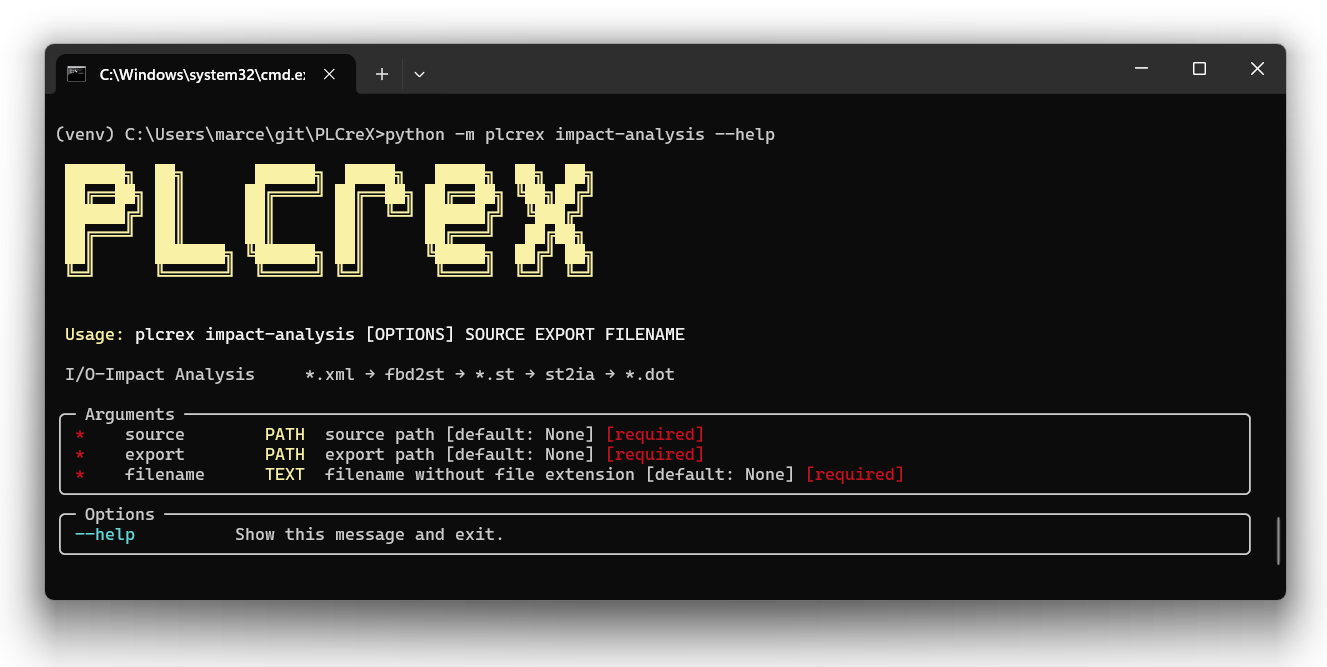 C:\Windows\system32\cmd.e
(venv) C:\Users\marce\git\PLCreX>python -m plcrex impact-analysis --help
PLCreX
Usage: plcrex impact-analysis [OPTIONS] SOURCE EXPORT FILENAME
I/O-Impact Analysis *.xml → fbd2st → *.st → st2ia → *.dot
Arguments
* source PATH source path [default: None] [required]
* export PATH export path [default: None] [required]
* filename TEXT filename without file extension [default: None] [required]
Options
--help Show this message and exit.